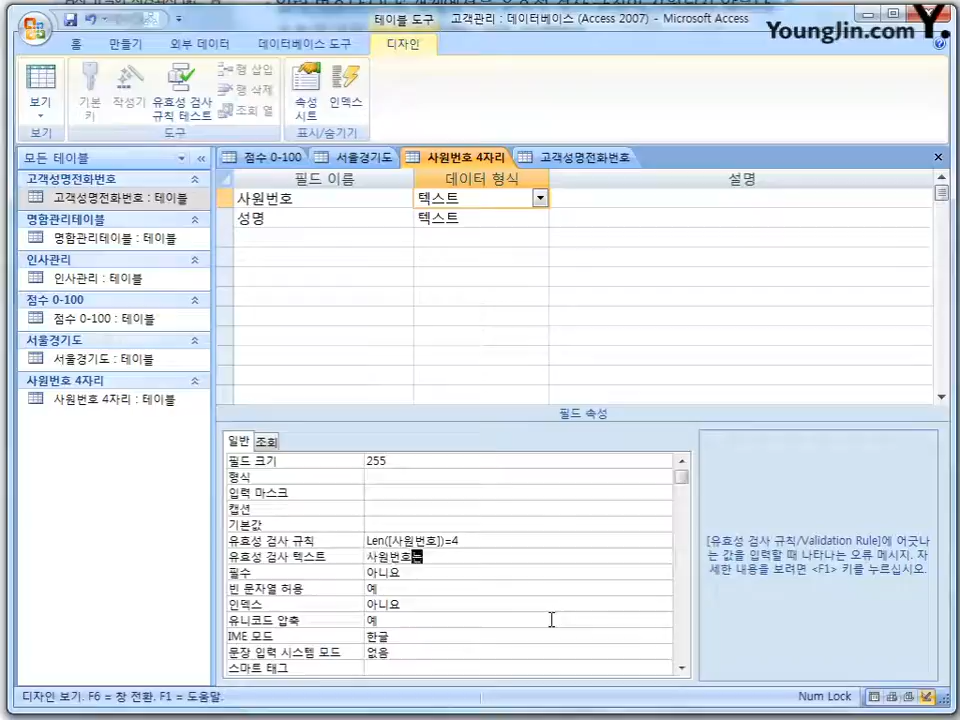 테이블 도구
고객관리 : 데이터베이스 (Access 2007) - Microsoft Access
YoungJin.com Y.
홈 만들기 외부 데이터 데이터베이스 도구 디자인
보기
기본 키
작성기
유효성 검사 규칙 테스트
행 삽입
행 삭제
조회 열
속성 시트
인덱스
보기 도구 표시/숨기기
모든 테이블
고객성명전화번호
고객성명전화번호 : 테이블
명함관리테이블
명함관리테이블 : 테이블
인사관리
인사관리 : 테이블
점수 0-100
점수 0-100 : 테이블
서울경기도
서울경기도 : 테이블
사원번호 4자리
사원번호 4자리 : 테이블
점수 0-100 서울경기도 사원번호 4자리 고객성명전화번호
필드 이름 데이터 형식 설명
사원번호 텍스트
성명 텍스트
필드 속성
일반 조회
필드 크기 255
형식
입력 마스크
캡션
기본값
유효성 검사 규칙 Len([사원번호])=4
유효성 검사 텍스트 사원번호는
필수 아니요
빈 문자열 허용 예
인덱스 아니요
유니코드 압축 예
IME 모드 한글
문장 입력 시스템 모드 없음
스마트 태그
[유효성 검사 규칙/Validation Rule]에 어긋나
는 값을 입력할 때 나타나는 오류 메시지. 자
세한 내용을 보려면 <F1> 키를 누르십시오.
디자인 보기. F6 = 창 전환. F1 = 도움말.
Num Lock